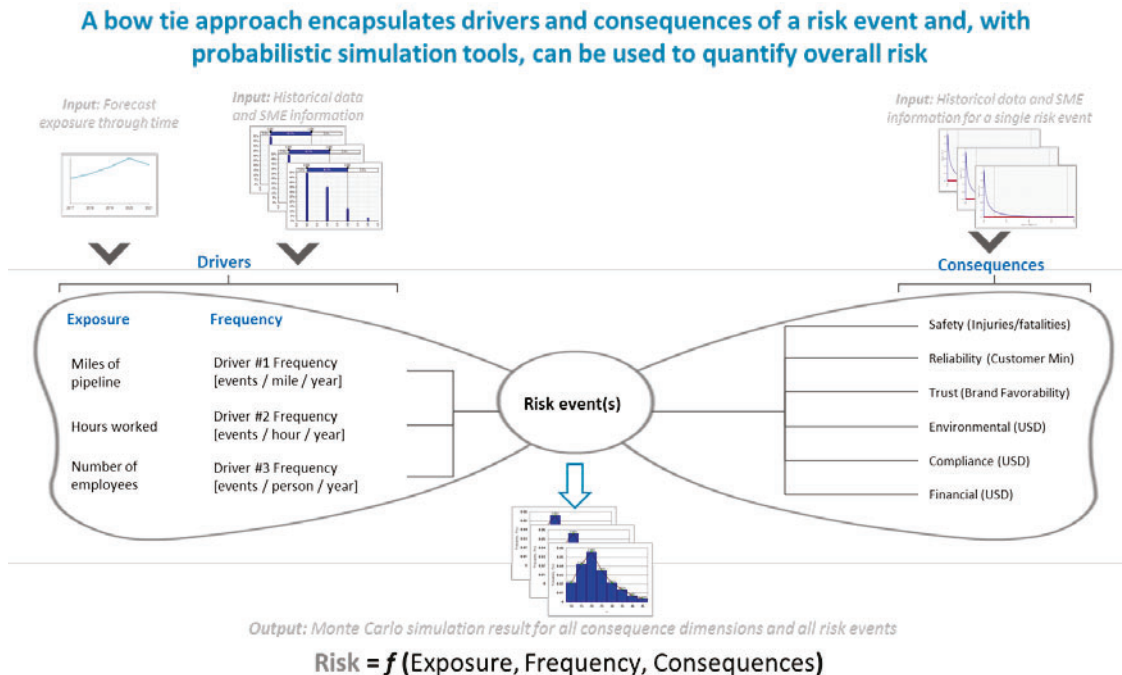 A bow tie approach encapsulates drivers and consequences of a risk event and, with
probabilistic simulation tools, can be used to quantify overall risk
Input: Forecast
exposure through time
Input: Historical data
and SME information
Input: Historical data and SME
information for a single risk event
Drivers
Consequences
Exposure
Frequency
Miles of
pipeline
Driver #1 Frequency
[events / mile / year]
Hours worked
Driver #2 Frequency
[events / hour / year]
Number of
employees
Driver #3 Frequency
[events / person / year]
Risk event(s)
Safety (Injuries/fatalities)
Reliability (Customer Min)
Trust (Brand Favorability)
Environmental (USD)
Compliance (USD)
Financial (USD)
Output: Monte Carlo simulation result for all consequence dimensions and all risk events
Risk = f (Exposure, Frequency, Consequences)